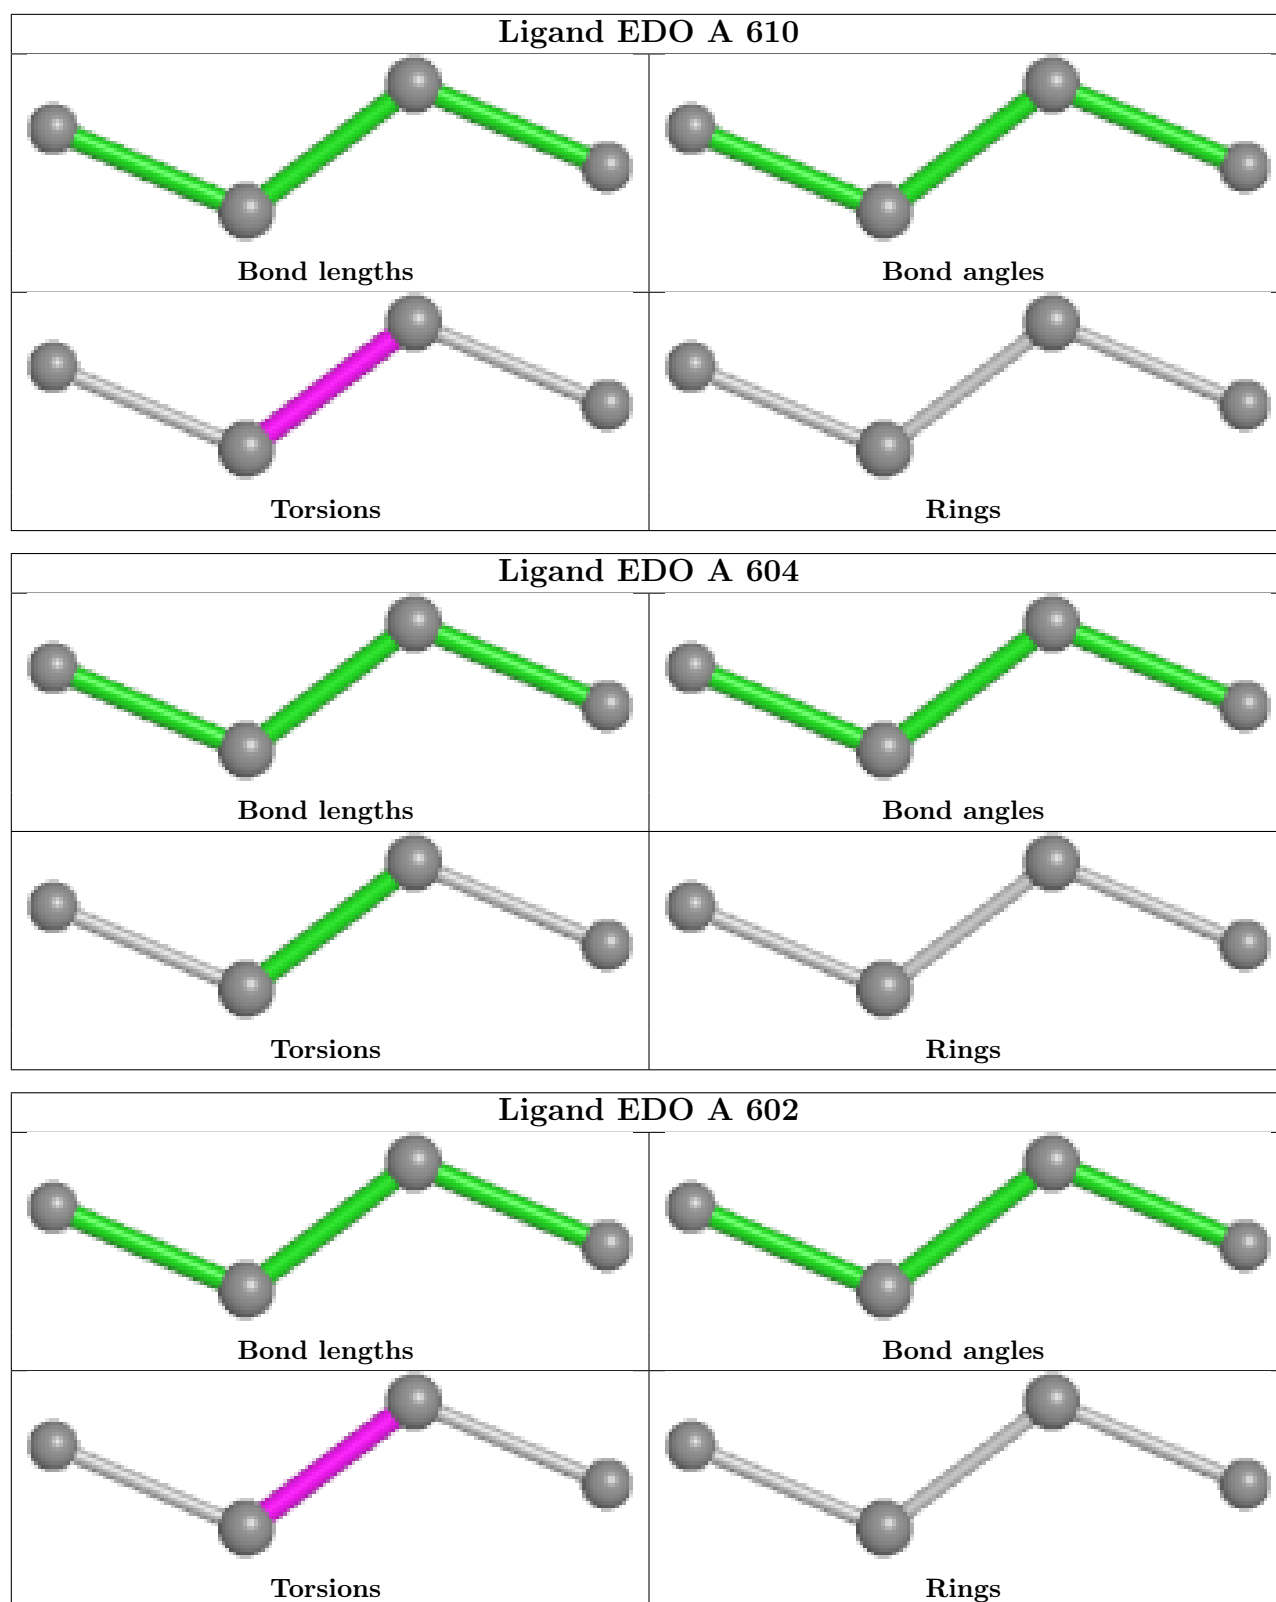 Ligand EDO A 610
Bond lengths
Bond angles
Torsions
Rings
Ligand EDO A 604
Bond lengths
Bond angles
Torsions
Rings
Ligand EDO A 602
Bond lengths
Bond angles
Torsions
Rings